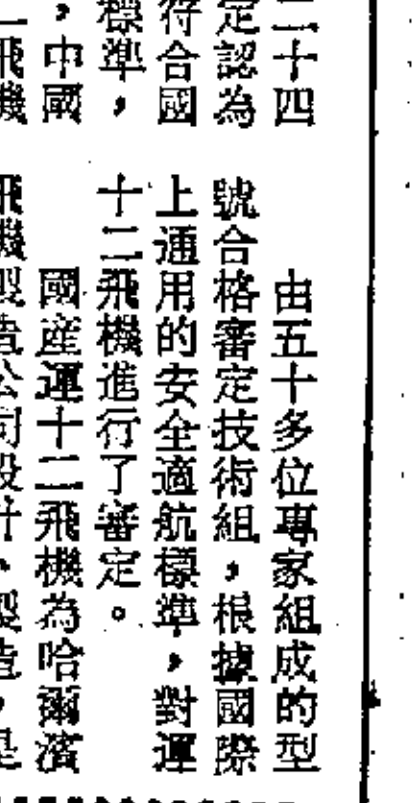 二十四
定認為
符合國
標準，
，中國
飛機
由五十多位專家組成的型
號合格審定技術組，根據國際
上通用的安全適航標準，對運
十二飛機進行了審定。
國產運十二飛機為哈爾濱
飛機製造公司設計、製造，是